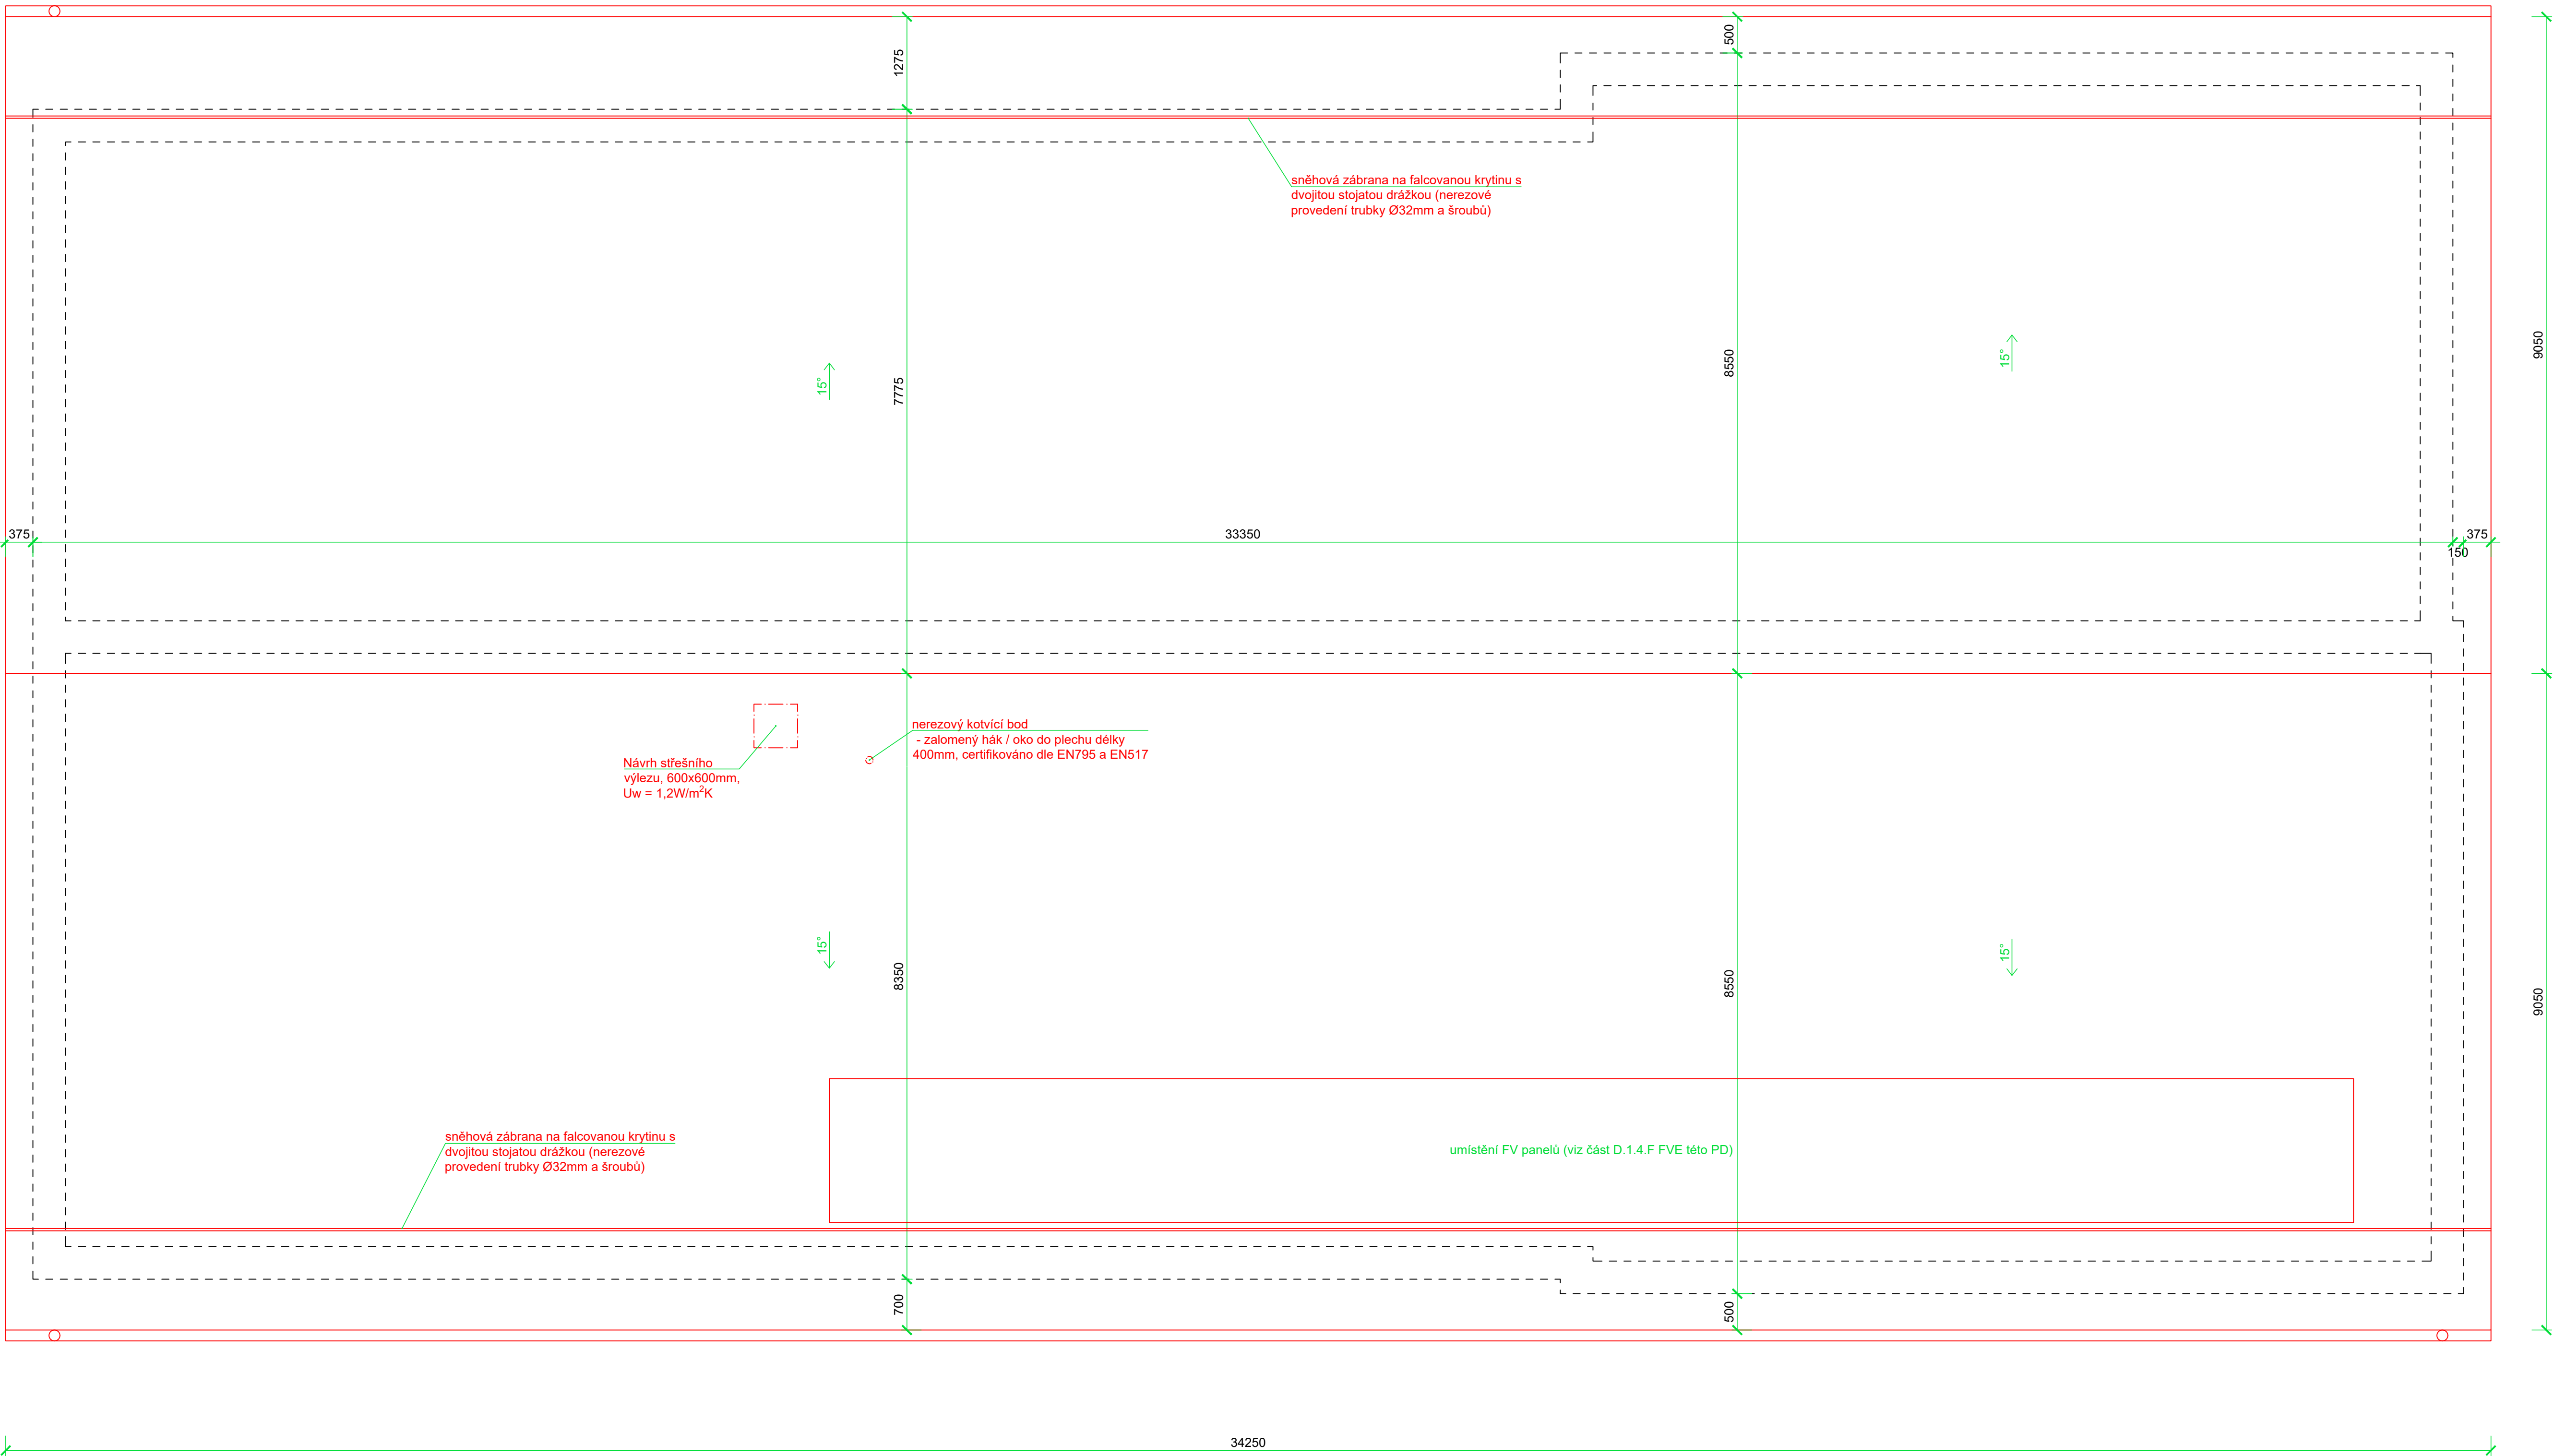 500
1275
sněhová zábrana na falcovanou krytinu s
dvojitou stojatou drážkou (nerezové
provedení trubky Ø32mm a šroubů)
9050
15°
8550
15°
7775
375
33350
375
150
nerezový kotvící bod
- zalomený hák / oko do plechu délky
400mm, certifikováno dle EN795 a EN517
Návrh střešního
výlezu, 600x600mm,
Uw = 1,2W/m²K
15°
15°
8350
8550
9050
sněhová zábrana na falcovanou krytinu s
dvojitou stojatou drážkou (nerezové
provedení trubky Ø32mm a šroubů)
umístění FV panelů (viz část D.1.4.F FVE této PD)
700
500
34250